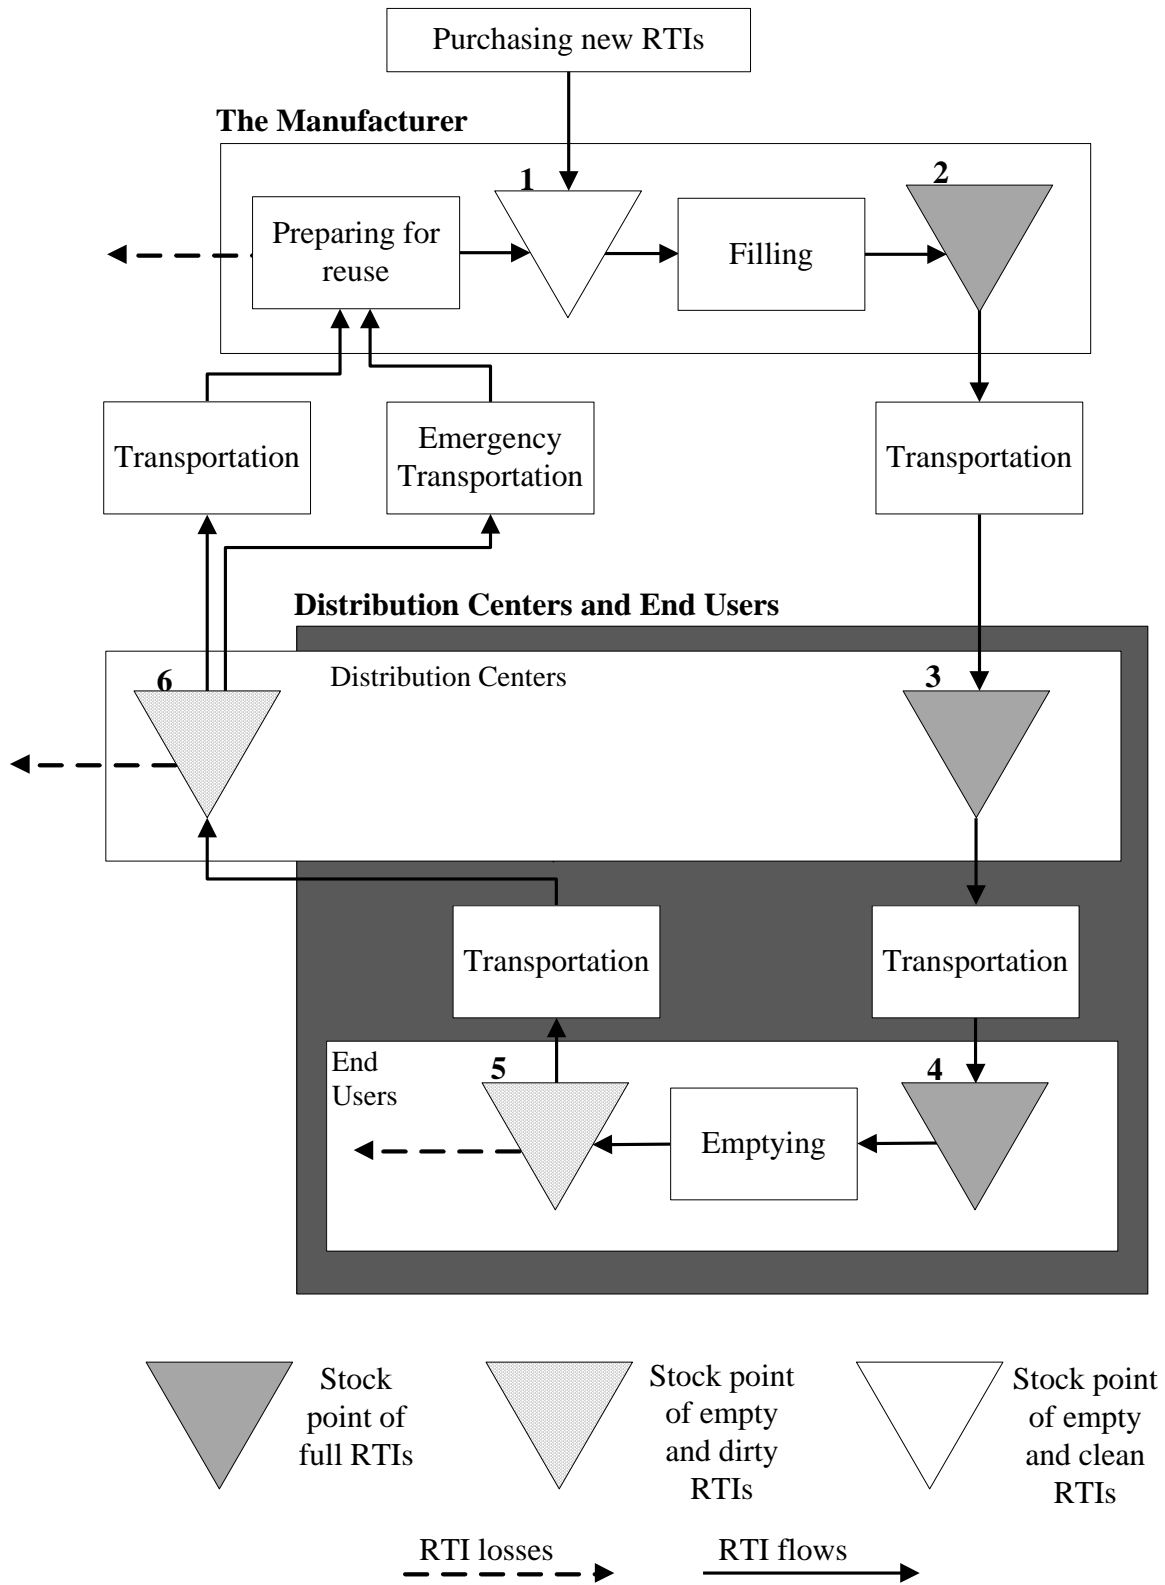 Purchasing new RTIs
The Manufacturer
1
2
Preparing for
reuse
Filling
Transportation
Emergency
Transportation
Transportation
Distribution Centers and End Users
6
Distribution Centers
3
Transportation
Transportation
End
Users
5
4
Emptying
Stock
point of
full RTIs
Stock point
of empty
and dirty
RTIs
Stock point
of empty
and clean
RTIs
RTI losses
RTI flows